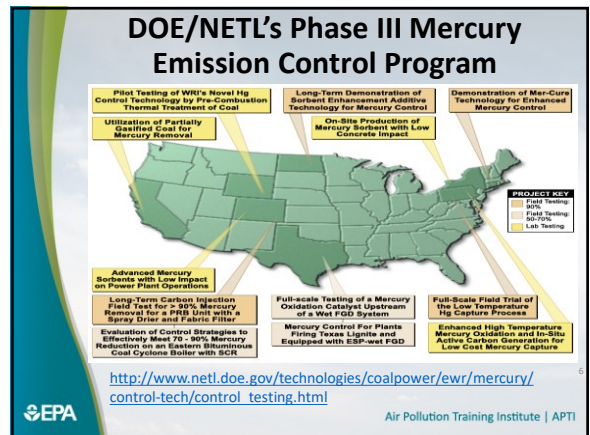 DOE/NETL's Phase III Mercury
Emission Control Program
Pilot Testing of WRI's Novel Hg
Control Technology by Pre-Combustion
Thermal Treatment of Coal
Long-Term Demonstration of
Sorbent Enhancement Additive
Technology for Mercury Control
Demonstration of Mer-Cure
Technology for Enhanced
Mercury Control
Utilization of Partially
Gasified Coal for
Mercury Removal
On-Site Production of
Mercury Sorbent with Low
Concrete Impact
PROJECT KEY
Field Testing:
90%
Field Testing:
50-70%
Lab Testing
Advanced Mercury
Sorbents with Low Impact
on Power Plant Operations
Long-Term Carbon Injection
Field Test for > 90% Mercury
Removal for a PRB Unit with a
Spray Drier and Fabric Filter
Evaluation of Control Strategies to
Effectively Meet 70 - 90% Mercury
Reduction on an Eastern Bituminous
Coal Cyclone Boiler with SCR
Full-scale Testing of a Mercury
Oxidation Catalyst Upstream
of a Wet FGD System
Mercury Control For Plants
Firing Texas Lignite and
Equipped with ESP-wet FGD
Full-Scale Field Trial of
the Low Temperature
Hg Capture Process
Enhanced High Temperature
Mercury Oxidation and In-Situ
Active Carbon Generation for
Low Cost Mercury Capture
http://www.netl.doe.gov/technologies/coalpower/ewr/mercury/
control-tech/control_testing.html
6
EPA
Air Pollution Training Institute | APTI